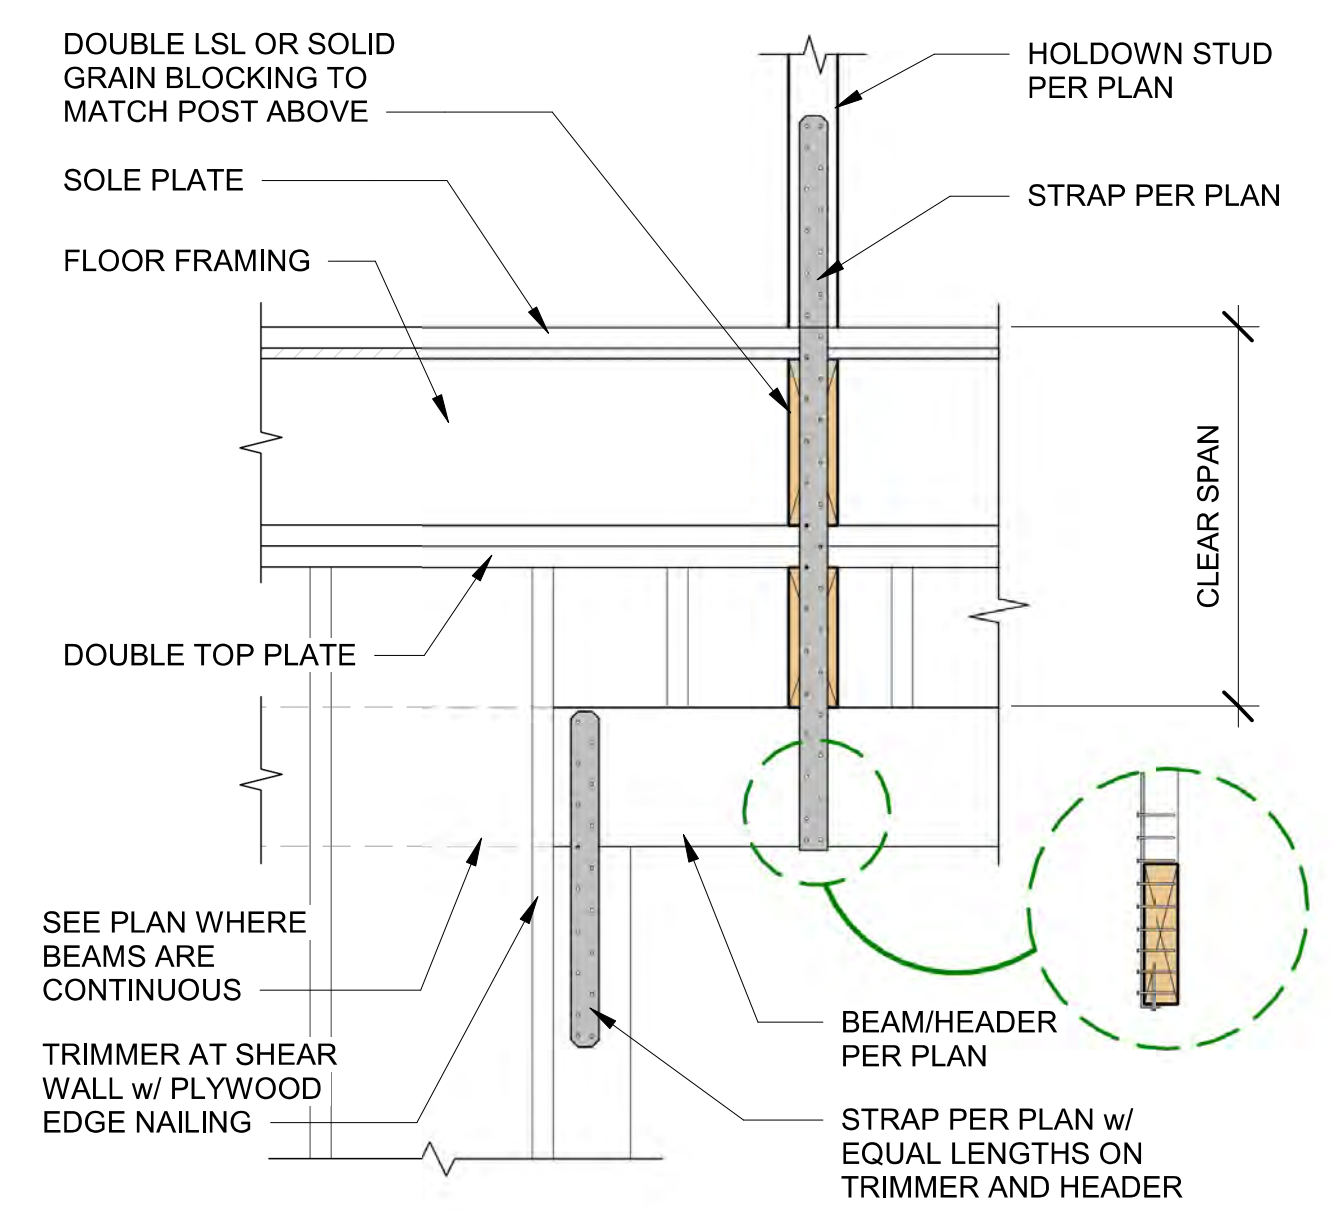 DOUBLE LSL OR SOLID
GRAIN BLOCKING TO
MATCH POST ABOVE
SOLE PLATE
FLOOR FRAMING
HOLDOWN STUD
PER PLAN
STRAP PER PLAN
CLEAR SPAN
DOUBLE TOP PLATE
SEE PLAN WHERE
BEAMS ARE
CONTINUOUS
TRIMMER AT SHEAR
WALL w/ PLYWOOD
EDGE NAILING
BEAM/HEADER
PER PLAN
STRAP PER PLAN w/
EQUAL LENGTHS ON
TRIMMER AND HEADER